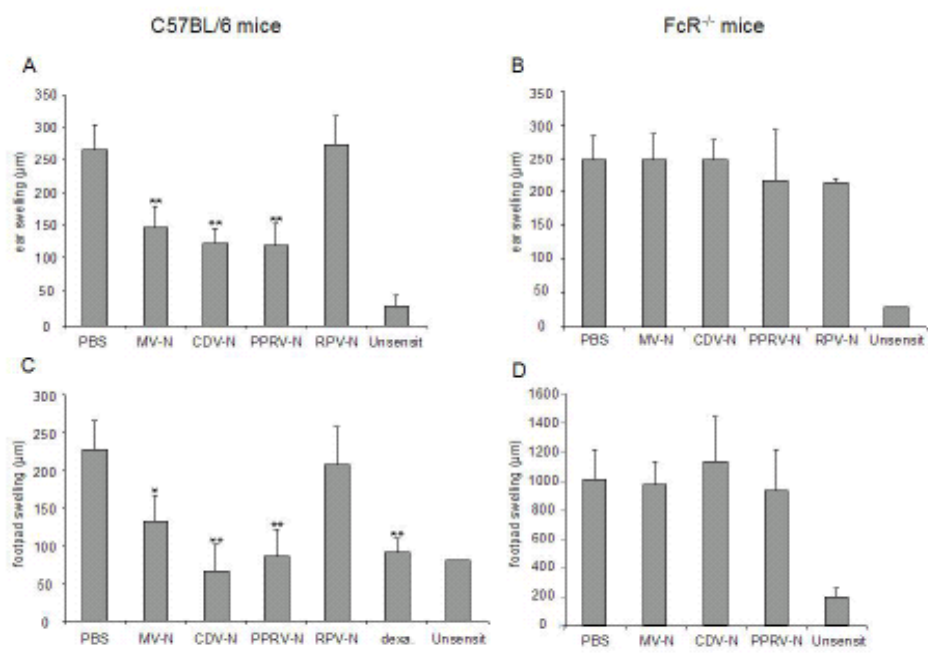 C57BL/6 mice
FcR-/- mice
A
350
300
250
200
150
100
50
0
ear swelling (µm)
**
**
**
PBS MV-N CDV-N PPRV-N RPV-N Unsensit
B
350
300
250
200
150
100
50
0
ear swelling (µm)
PBS MV-N CDV-N PPRV-N RPV-N Unsensit
C
300
250
200
150
100
50
0
footpad swelling (µm)
*
**
**
**
PBS MV-N CDV-N PPRV-N RPV-N dexa. Unsensit
D
1600
1400
1200
1000
800
600
400
200
0
footpad swelling (µm)
PBS MV-N CDV-N PPRV-N Unsensit